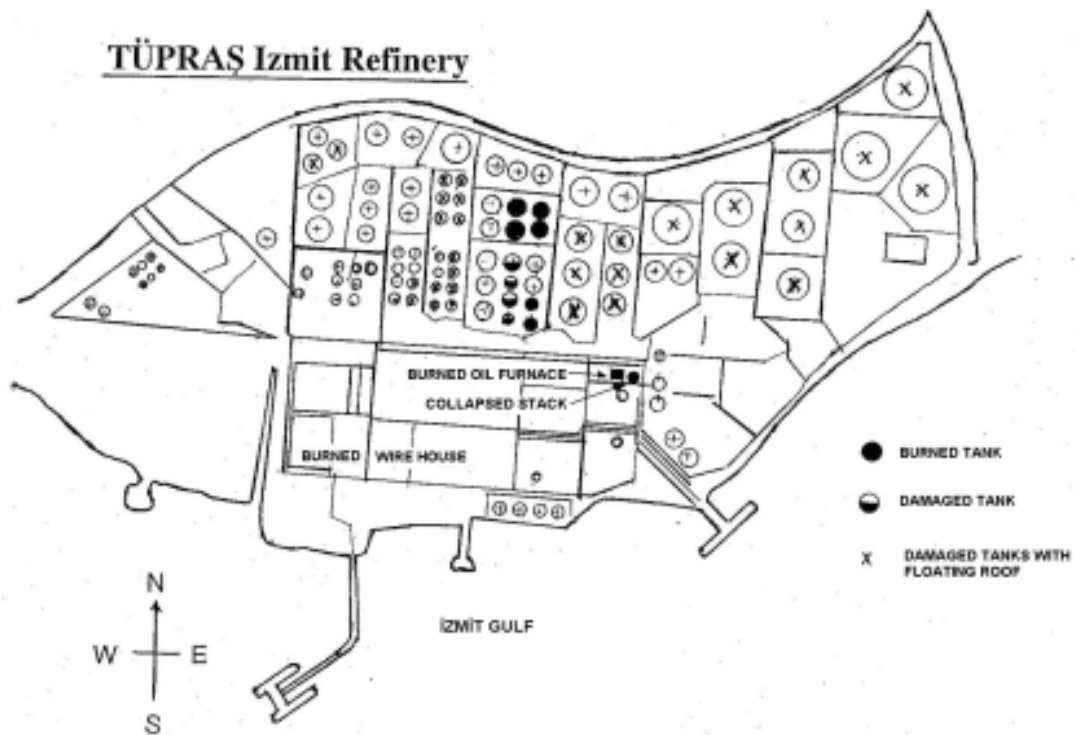 TÜPRAŞ Izmit Refinery
BURNED OIL FURNACE
COLLAPSED STACK
BURNED WIRE HOUSE
BURNED TANK
DAMAGED TANK
X DAMAGED TANKS WITH
FLOATING ROOF
N
W E
S
İZMİT GULF